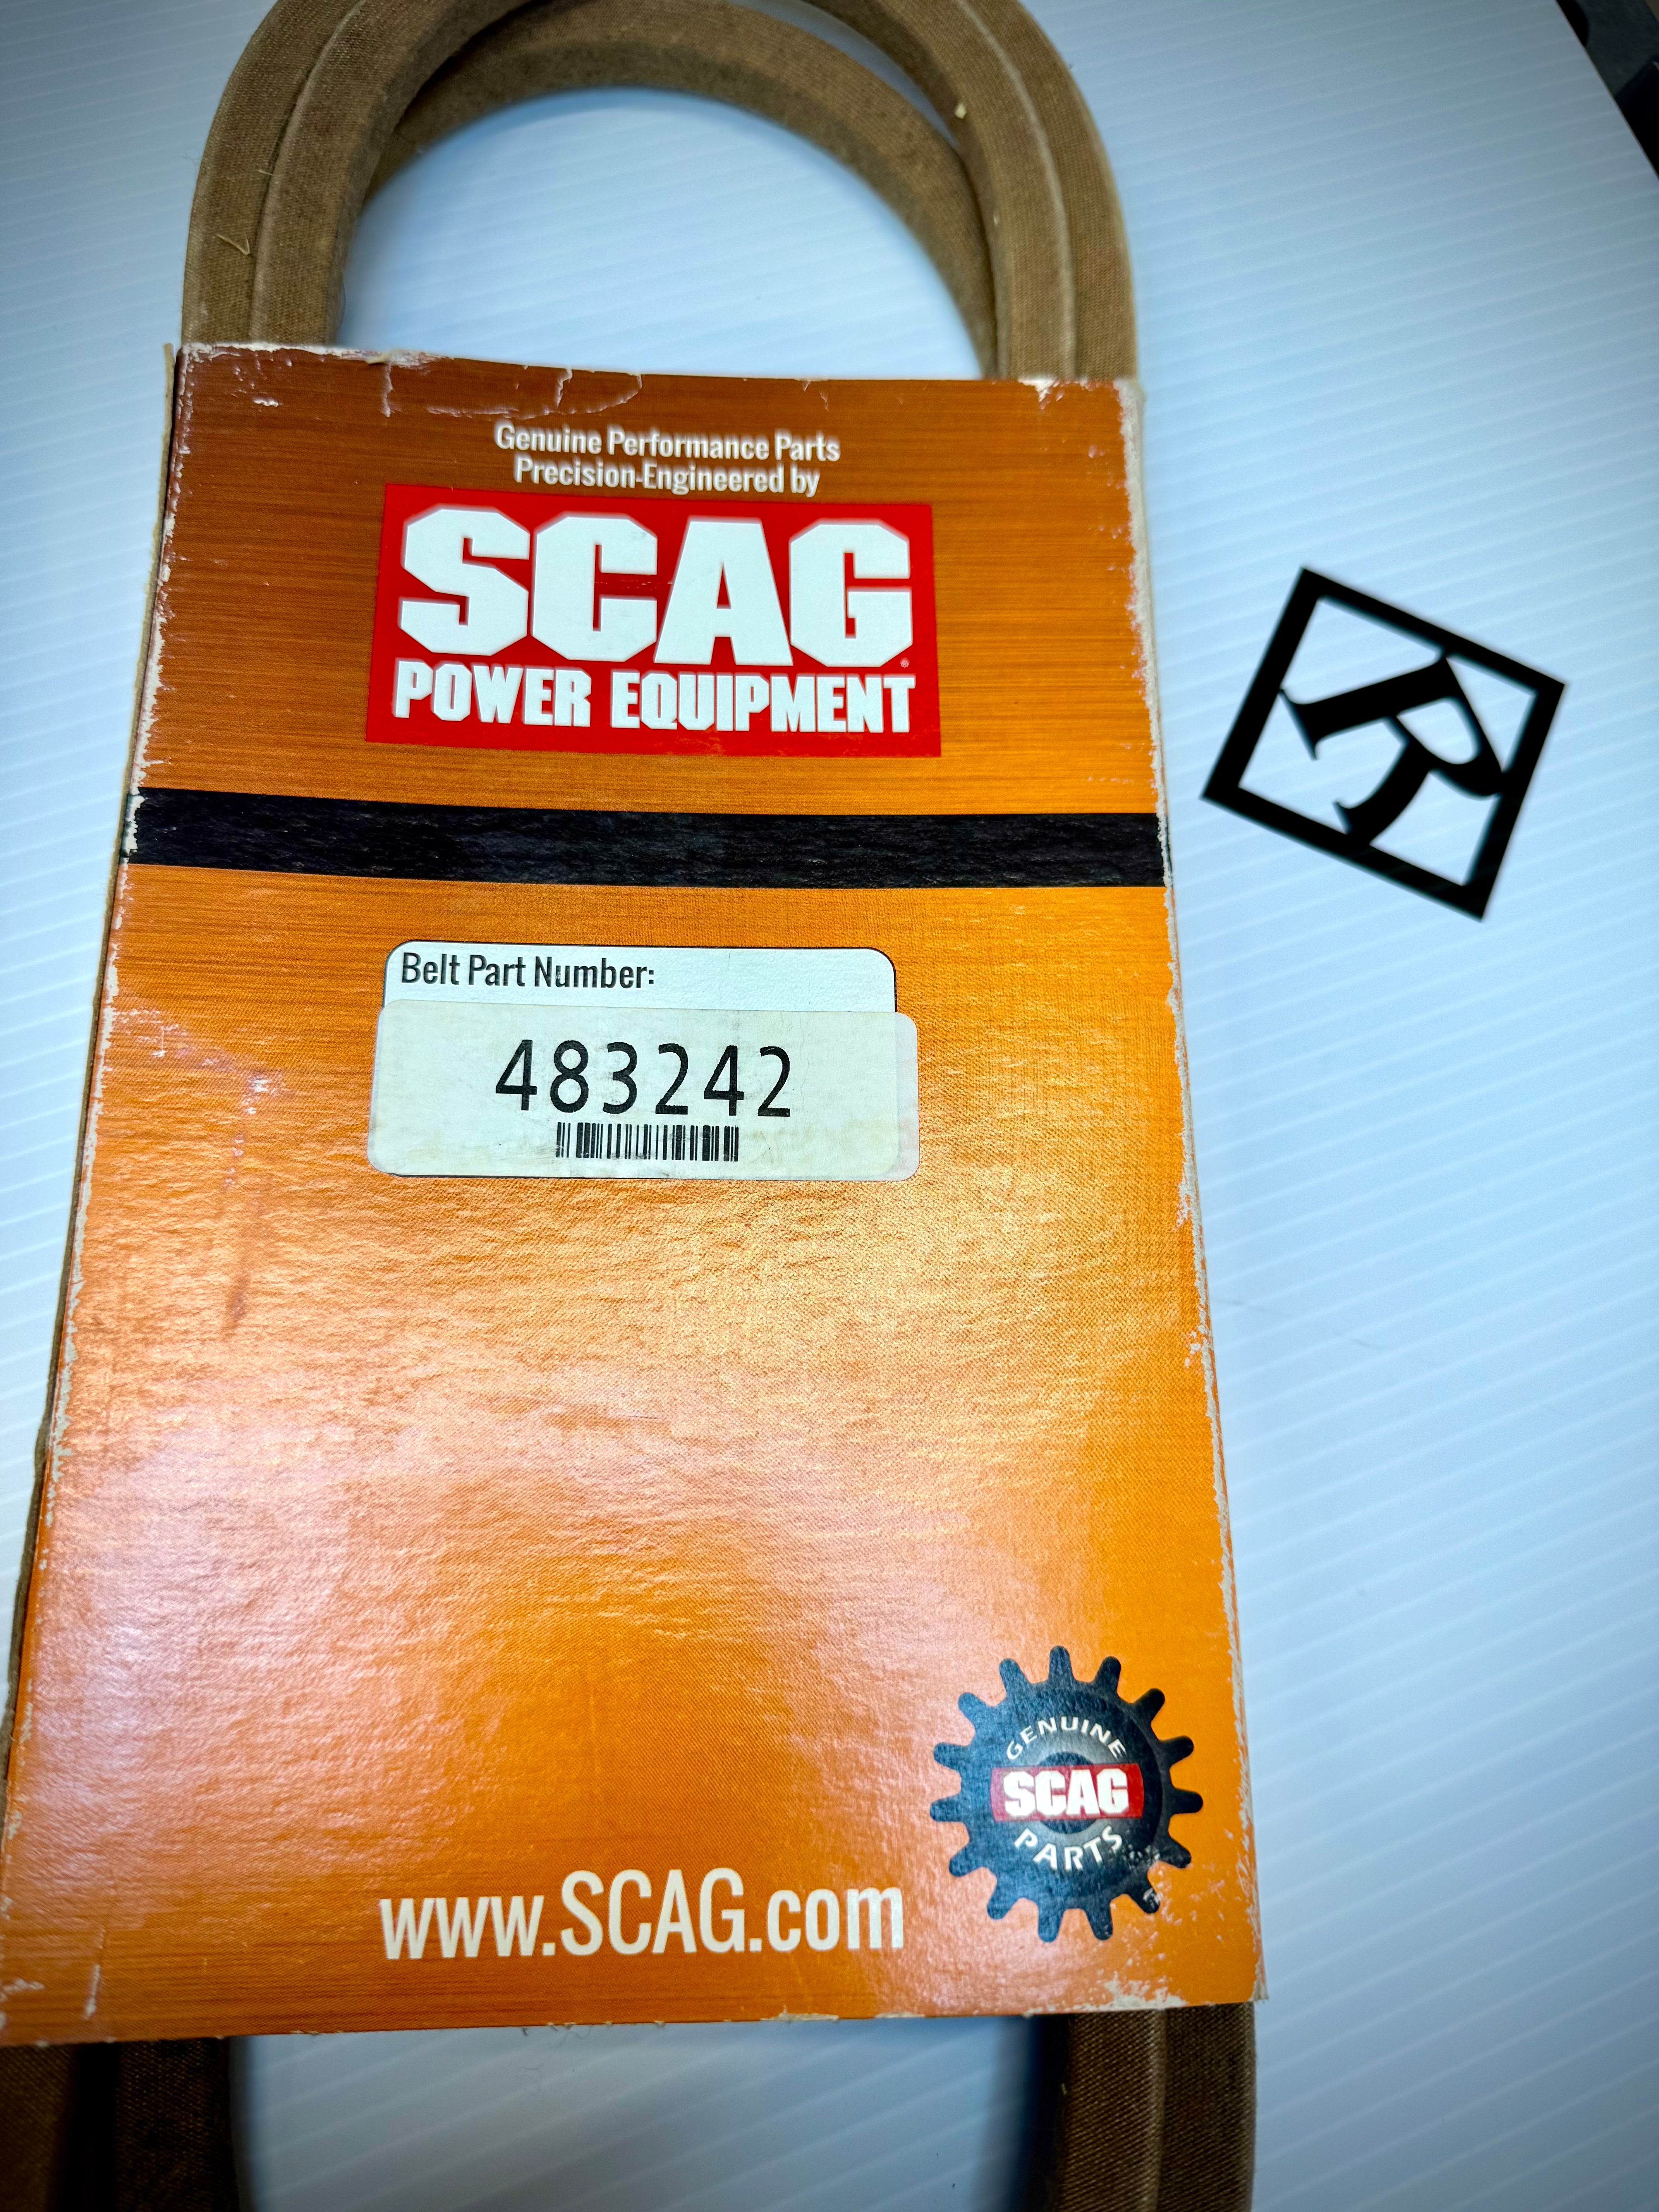 Genuine Performance Parts
Precision-Engineered by
SCAG®
POWER EQUIPMENT
Belt Part Number:
483242
GENUINE
SCAG
PARTS
www.SCAG.com